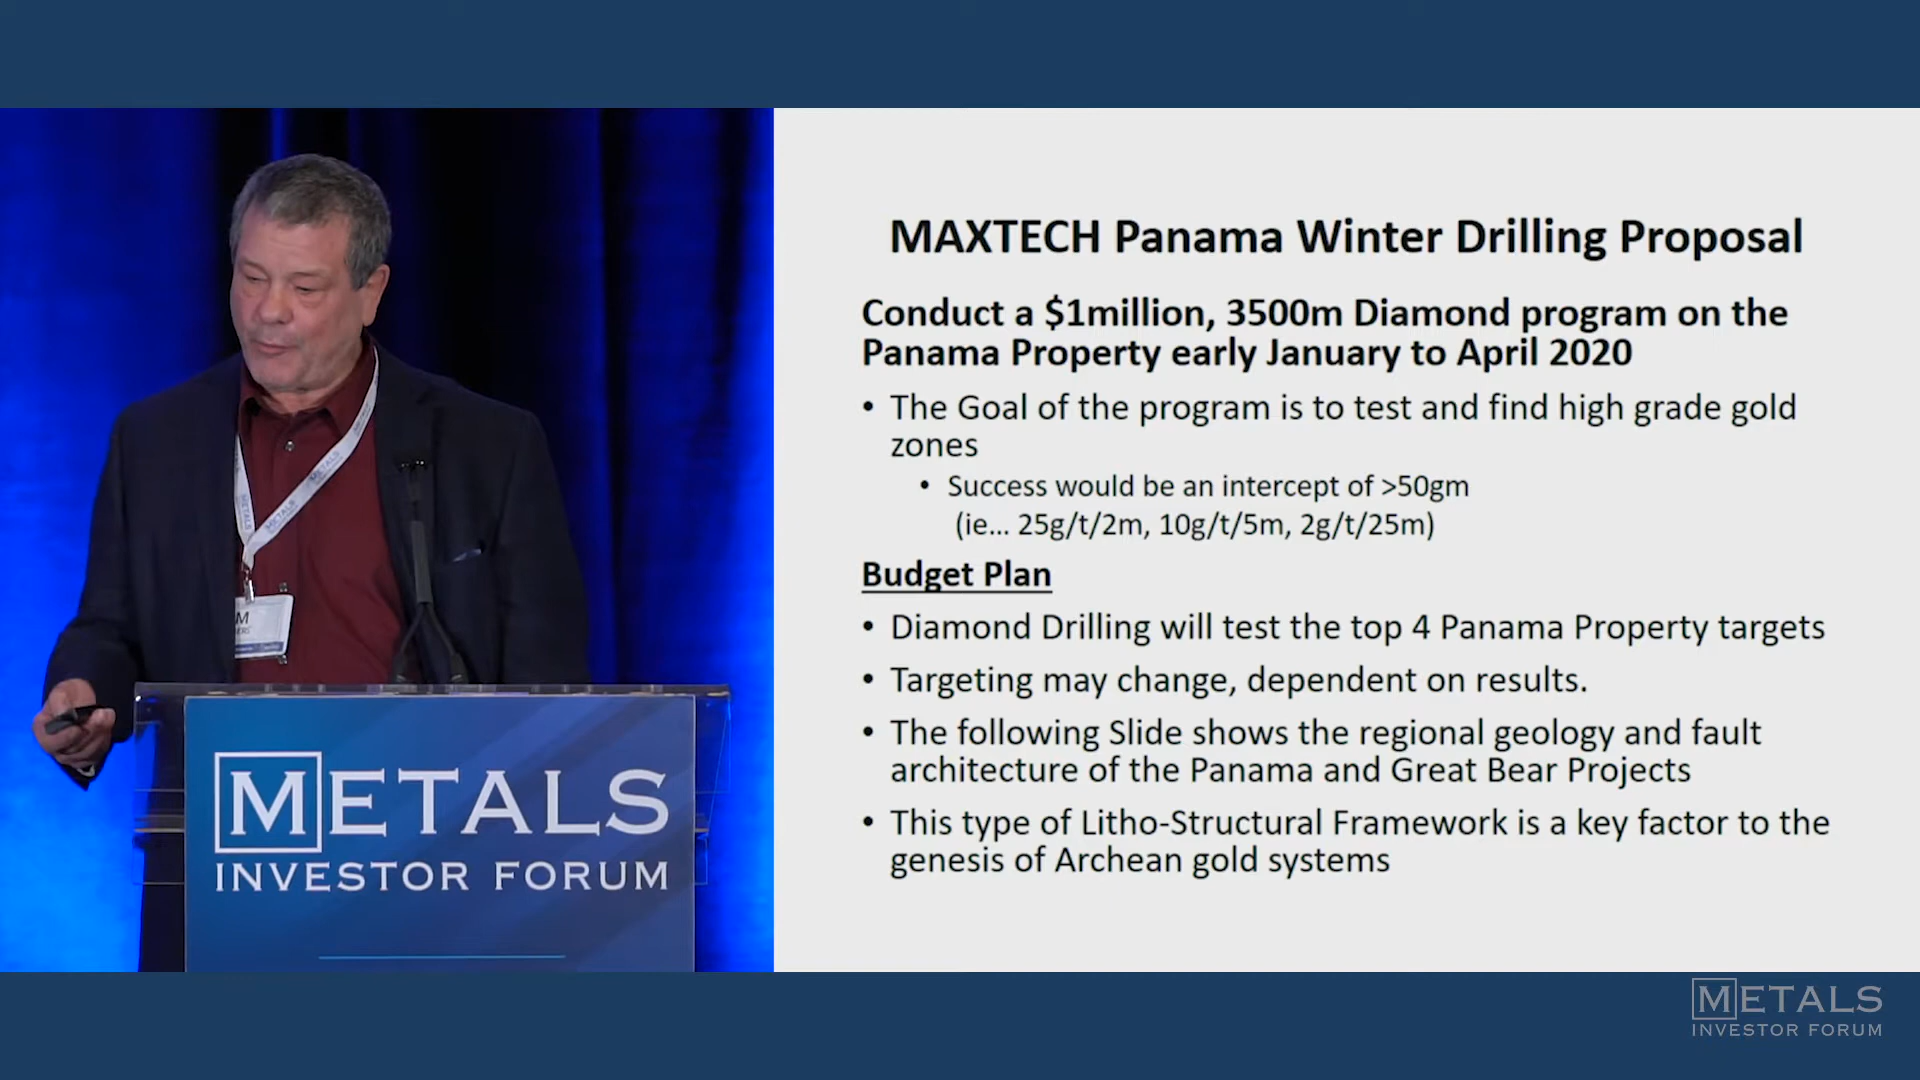 MAXTECH Panama Winter Drilling Proposal
Conduct a $1million, 3500m Diamond program on the
Panama Property early January to April 2020
• The Goal of the program is to test and find high grade gold
zones
• Success would be an intercept of >50gm
(ie... 25g/t/2m, 10g/t/5m, 2g/t/25m)
Budget Plan
• Diamond Drilling will test the top 4 Panama Property targets
• Targeting may change, dependent on results.
• The following Slide shows the regional geology and fault
architecture of the Panama and Great Bear Projects
• This type of Litho-Structural Framework is a key factor to the
genesis of Archean gold systems
METALS
METALS
METALS
INVESTOR FORUM
METALS
INVESTOR FORUM